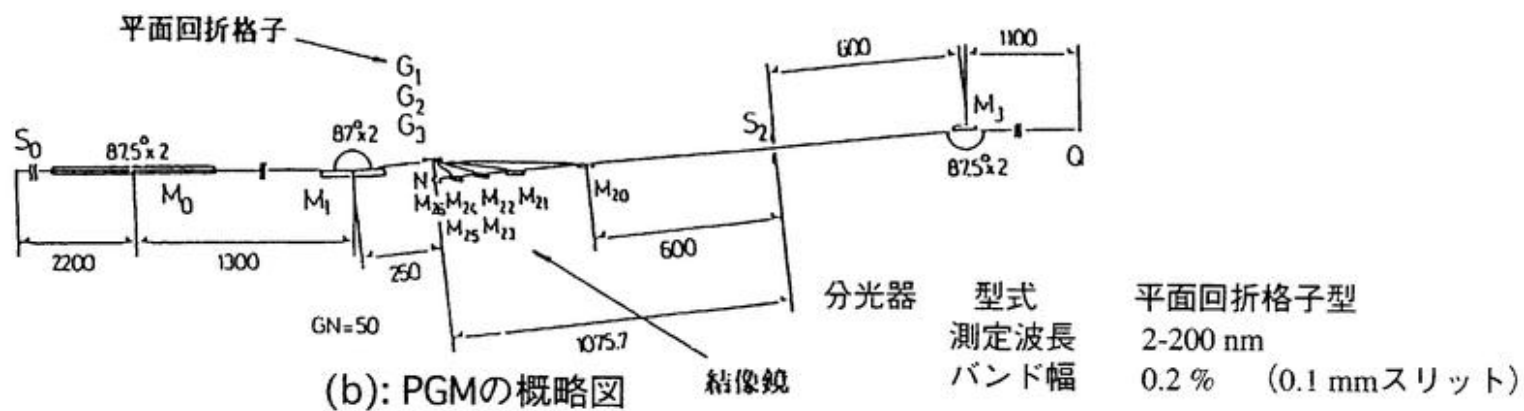 平面回折格子
G₁
G₂
G₃
S₀
87.5°×2
M₀
87°×2
M₁
N
M₂₆ M₂₄ M₂₂ M₂₁
M₂₅ M₂₃
M₂₀
S₂
600
1100
M₃
87.5°×2
Q
2200
1300
250
600
GN=50
1075.7
結像鏡
(b): PGMの概略図
分光器 型式 平面回折格子型
測定波長 2-200 nm
バンド幅 0.2 % (0.1 mmスリット)